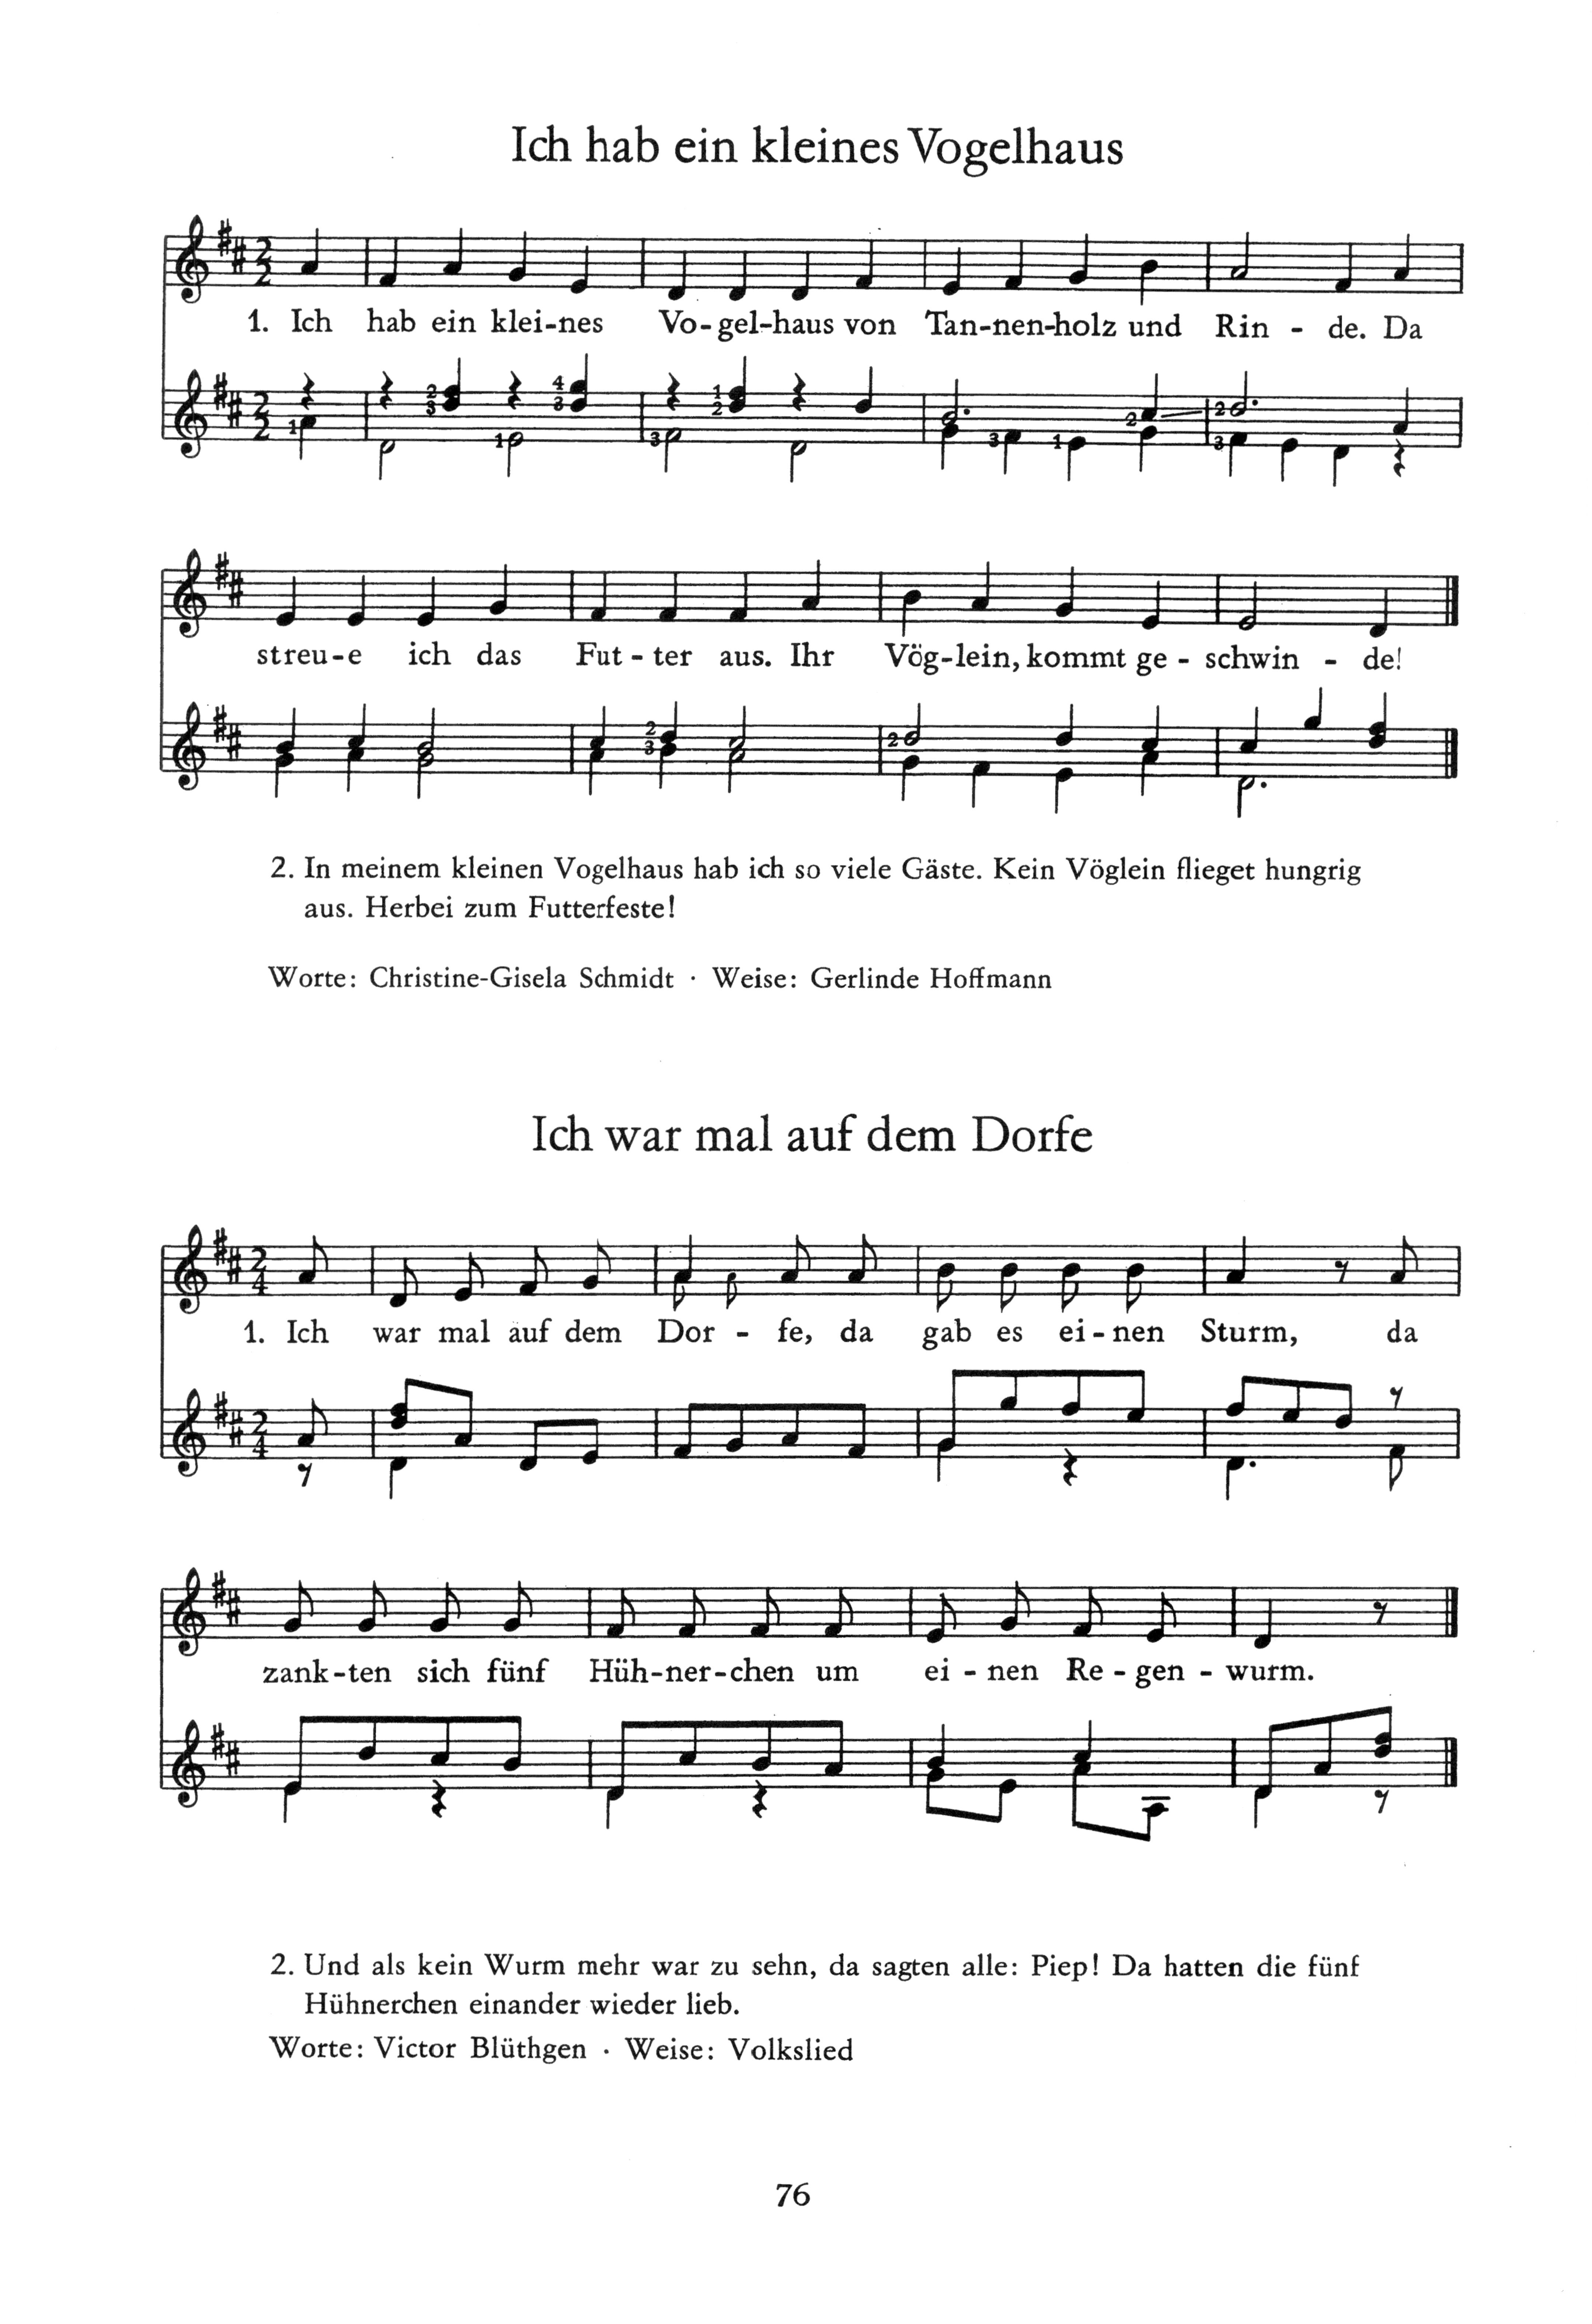 Ich hab ein kleines Vogelhaus
1. Ich hab ein klei-nes Vo-gel-haus von Tan-nen-holz und Rin - de. Da
streu-e ich das Fut-ter aus. Ihr Vög-lein, kommt ge - schwin - de!
2. In meinem kleinen Vogelhaus hab ich so viele Gäste. Kein Vöglein flieget hungrig
aus. Herbei zum Futterfeste!
Worte: Christine-Gisela Schmidt · Weise: Gerlinde Hoffmann
Ich war mal auf dem Dorfe
1. Ich war mal auf dem Dor - fe, da gab es ei-nen Sturm, da
zank-ten sich fünf Hüh-ner-chen um ei - nen Re - gen - wurm.
2. Und als kein Wurm mehr war zu sehn, da sagten alle: Piep! Da hatten die fünf
Hühnerchen einander wieder lieb.
Worte: Victor Blüthgen · Weise: Volkslied
76